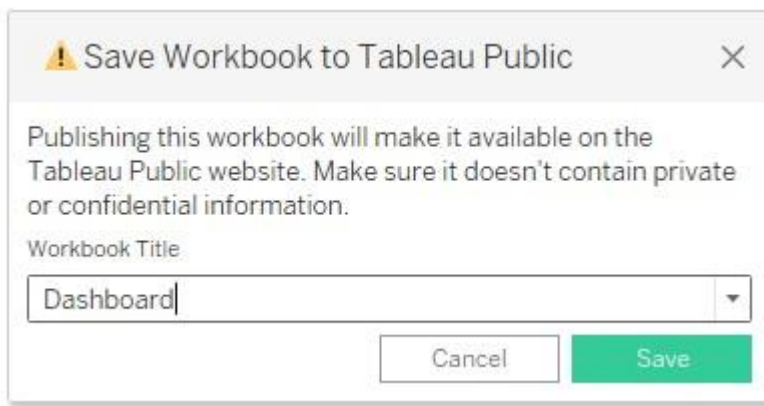 Save Workbook to Tableau Public
Publishing this workbook will make it available on the
Tableau Public website. Make sure it doesn't contain private
or confidential information.
Workbook Title
Dashboard
Cancel Save